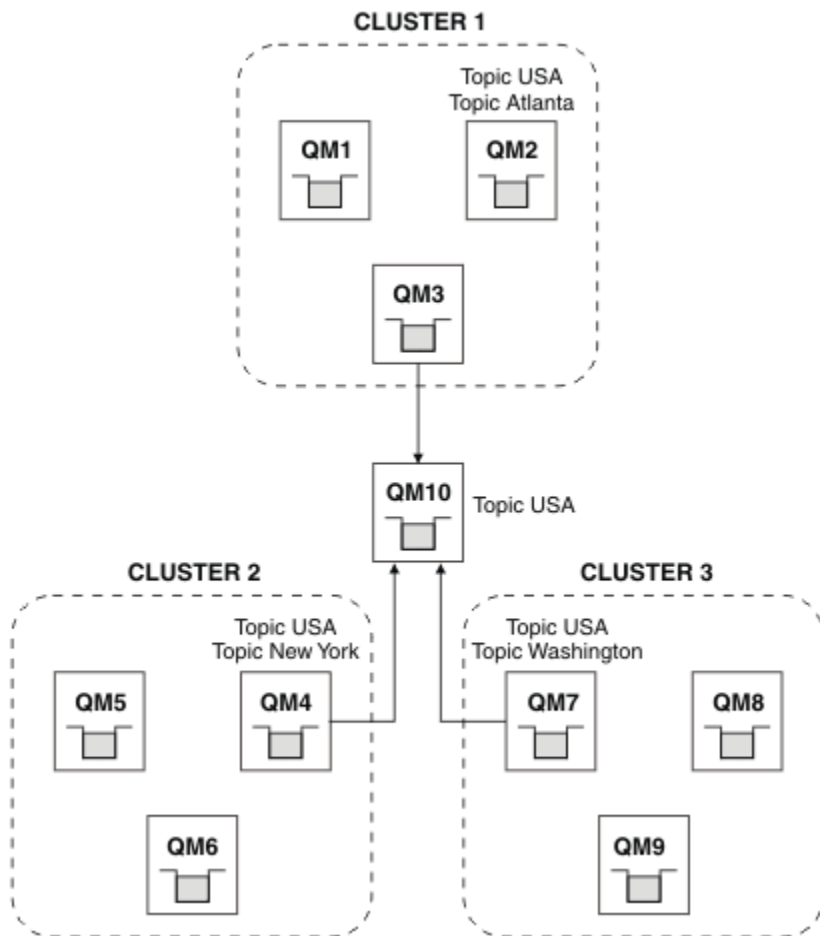 CLUSTER 1
Topic USA
Topic Atlanta
QM1
QM2
QM3
QM10
Topic USA
CLUSTER 2
CLUSTER 3
Topic USA
Topic New York
Topic USA
Topic Washington
QM5
QM4
QM7
QM8
QM6
QM9